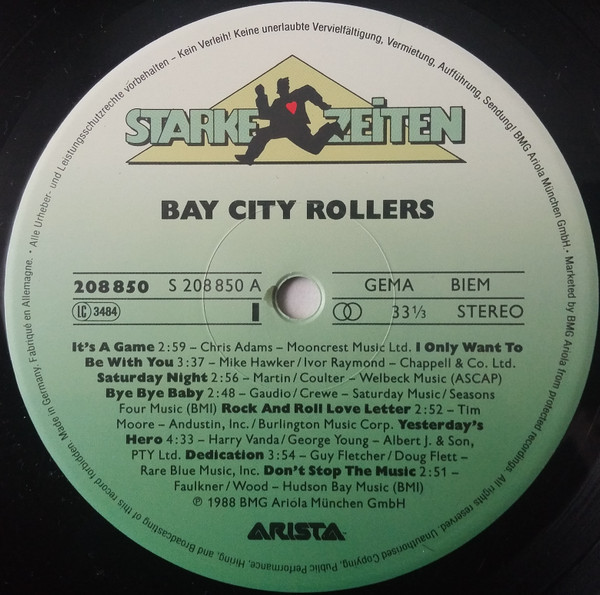 STARKE ZEITEN
BAY CITY ROLLERS
208 850 S 208 850 A GEMA BIEM
LC 3484 I 33 1/3 STEREO
It's A Game 2:59 – Chris Adams – Mooncrest Music Ltd. I Only Want To
Be With You 3:37 – Mike Hawker/Ivor Raymond – Chappell & Co. Ltd.
Saturday Night 2:56 – Martin/Coulter – Welbeck Music (ASCAP)
Bye Bye Baby 2:48 – Gaudio/Crewe – Saturday Music/Seasons
Four Music (BMI) Rock And Roll Love Letter 2:52 – Tim
Moore – Andustin, Inc./Burlington Music Corp. Yesterday's
Hero 4:33 – Harry Vanda/George Young – Albert J. & Son,
PTY Ltd. Dedication 3:54 – Guy Fletcher/Doug Flett –
Rare Blue Music, Inc. Don't Stop The Music 2:51 –
Faulkner/Wood – Hudson Bay Music (BMI)
℗ 1988 BMG Ariola München GmbH
ARISTA
Made in Germany. Fabriqué en Allemagne. • Alle Urheber- und Leistungsschutzrechte vorbehalten – Kein Verleih! Keine unerlaubte Vervielfältigung, Vermietung, Aufführung, Sendung! BMG Ariola München GmbH • Marketed by BMG Ariola from protected recordings. All rights reserved. Unauthorised Copying, Public Performance, Hiring, and Broadcasting of this record forbidden.